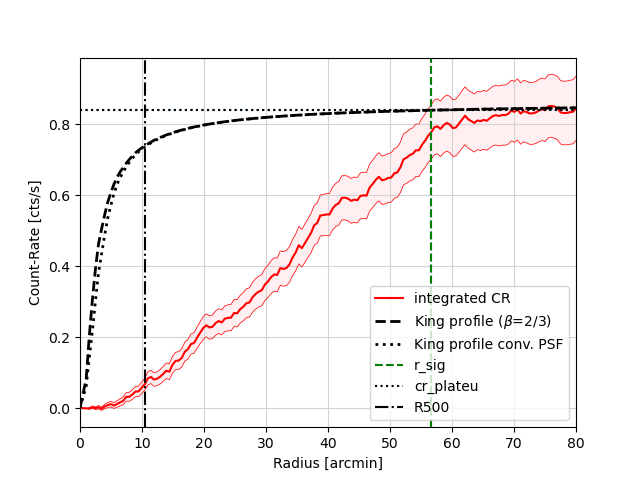 Count-Rate [cts/s]
0.8
0.6
0.4
0.2
0.0
integrated CR
King profile (β=2/3)
King profile conv. PSF
r_sig
cr_plateu
R500
0 10 20 30 40 50 60 70 80
Radius [arcmin]